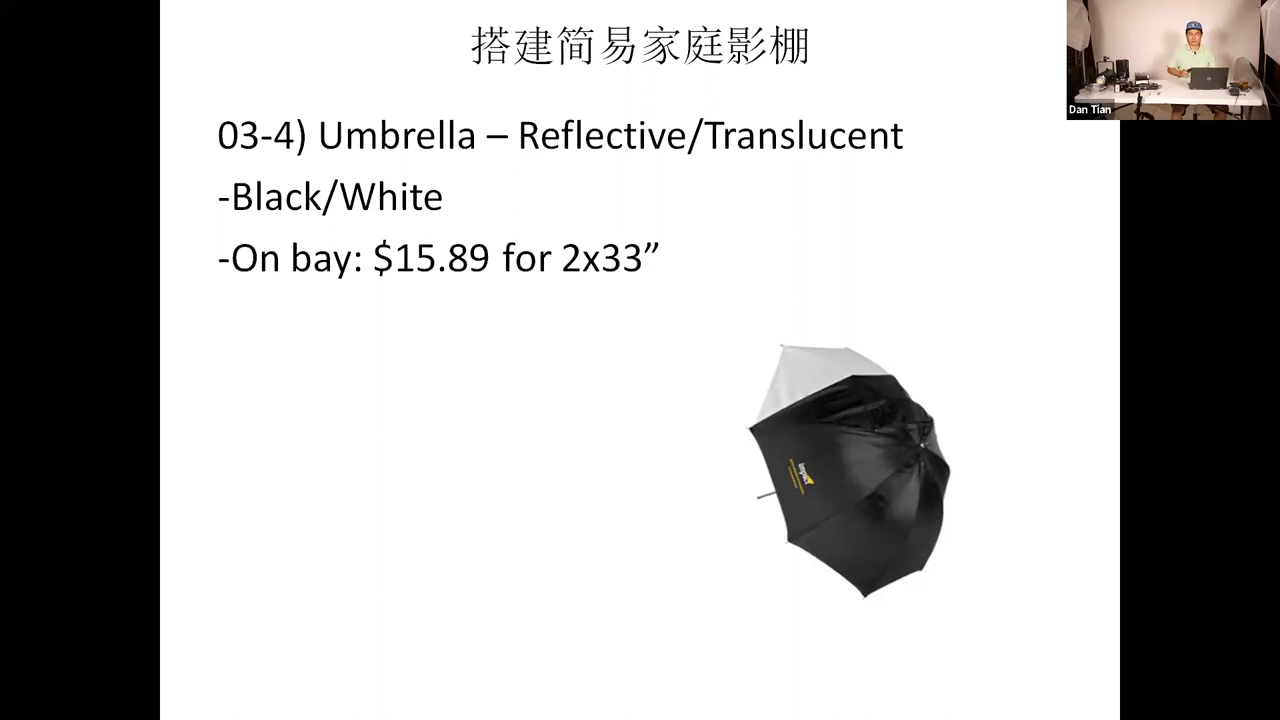 搭建简易家庭影棚
03-4) Umbrella – Reflective/Translucent
-Black/White
-On bay: $15.89 for 2x33”
impact
Dan Tian